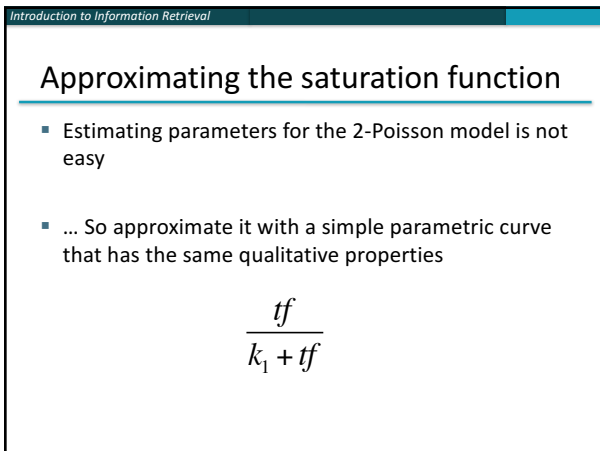 Introduction to Information Retrieval
Approximating the saturation function
▪ Estimating parameters for the 2-Poisson model is not
easy
▪ ... So approximate it with a simple parametric curve
that has the same qualitative properties
tf
k₁ + tf